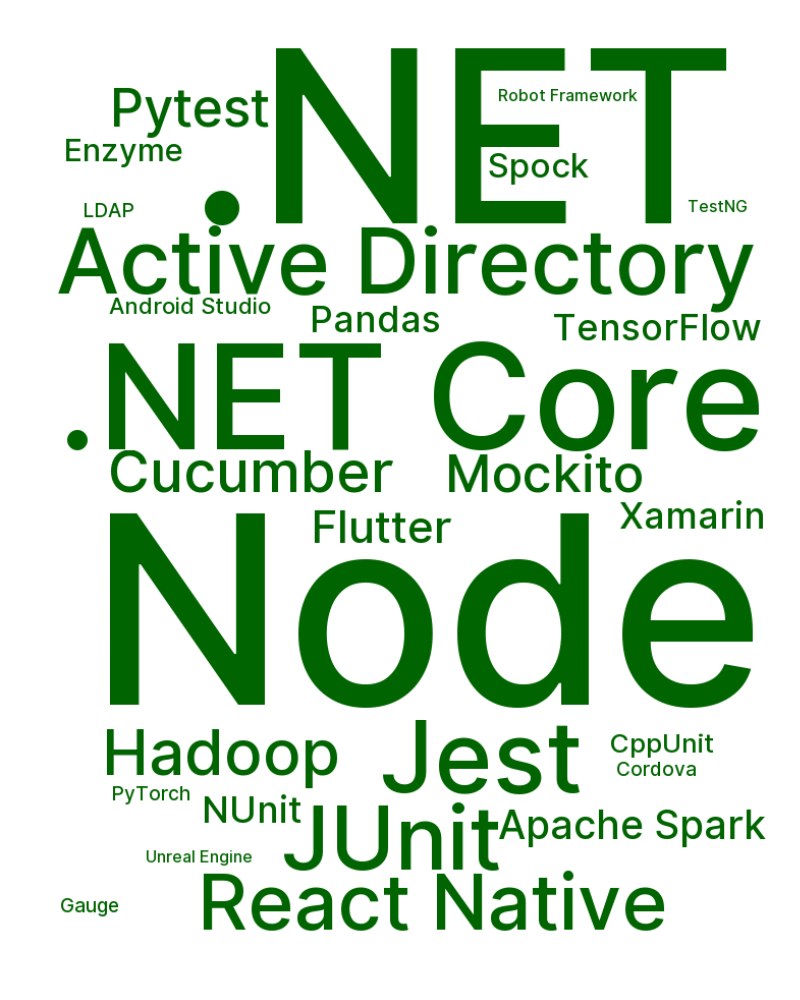 .NET
Robot Framework
Pytest
Enzyme
Spock
LDAP
TestNG
Active Directory
Android Studio
Pandas
TensorFlow
.NET Core
Cucumber
Mockito
Xamarin
Flutter
Node
Hadoop
Jest
CppUnit
Cordova
PyTorch
NUnit
JUnit
Apache Spark
Unreal Engine
React Native
Gauge